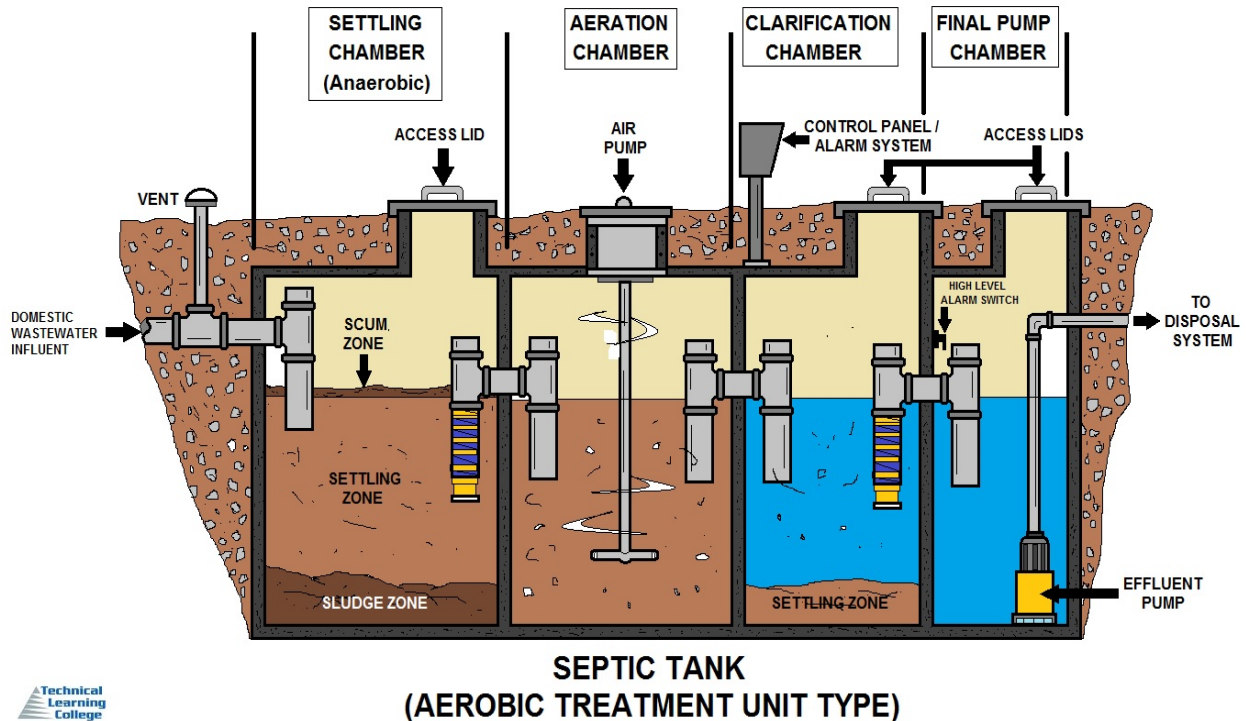 SETTLING
CHAMBER
(Anaerobic)
AERATION
CHAMBER
CLARIFICATION
CHAMBER
FINAL PUMP
CHAMBER
ACCESS LID
AIR
PUMP
CONTROL PANEL /
ALARM SYSTEM
ACCESS LIDS
VENT
HIGH LEVEL
ALARM SWITCH
DOMESTIC
WASTEWATER
INFLUENT
SCUM
ZONE
TO
DISPOSAL
SYSTEM
SETTLING
ZONE
SLUDGE ZONE
SETTLING ZONE
EFFLUENT
PUMP
SEPTIC TANK
(AEROBIC TREATMENT UNIT TYPE)
Technical
Learning
College